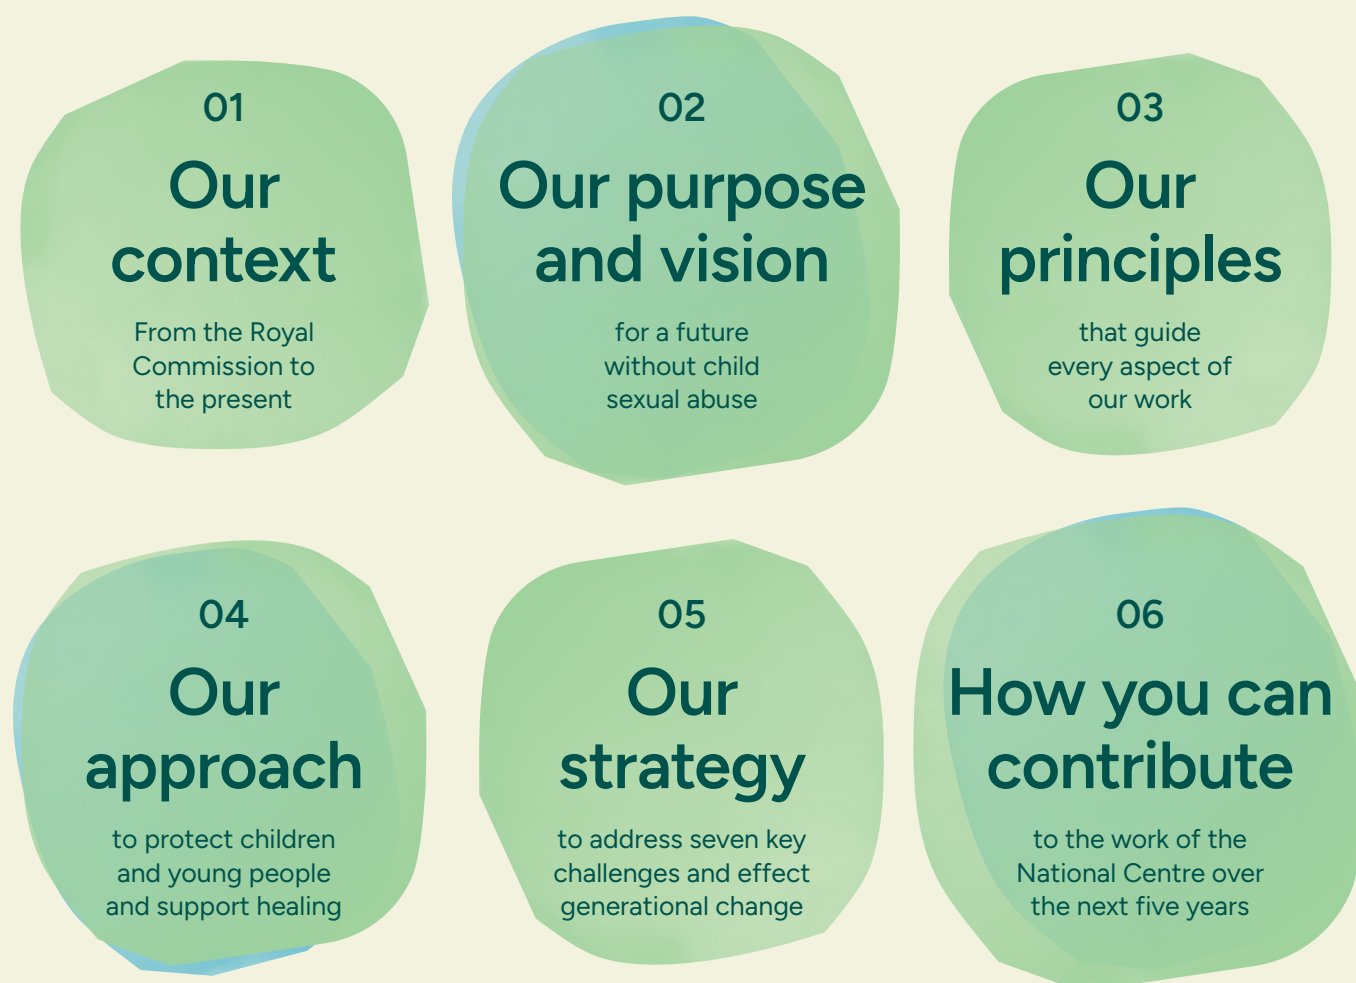 01
Our
context
From the Royal
Commission to
the present
02
Our purpose
and vision
for a future
without child
sexual abuse
03
Our
principles
that guide
every aspect of
our work
04
Our
approach
to protect children
and young people
and support healing
05
Our
strategy
to address seven key
challenges and effect
generational change
06
How you can
contribute
to the work of the
National Centre over
the next five years